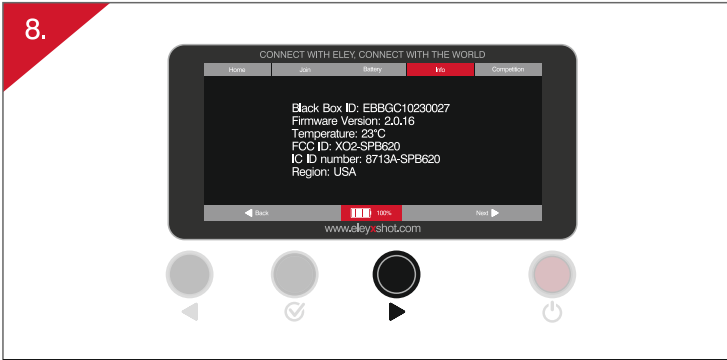 8.
CONNECT WITH ELEY, CONNECT WITH THE WORLD
Home Join Battery Info Competition
Black Box ID: EBBGC10230027
Firmware Version: 2.0.16
Temperature: 23°C
FCC ID: XO2-SPB620
IC ID number: 8713A-SPB620
Region: USA
Back 100% Next
www.eleyxshot.com